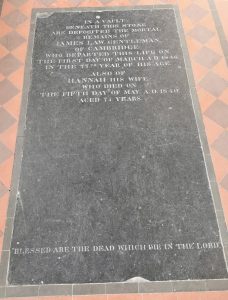 IN A VAULT
BENEATH THIS STONE
ARE DEPOSITED THE MORTAL
REMAINS OF
JAMES LAW GENTLEMAN,
OF CAMBRIDGE,
WHO DEPARTED THIS LIFE ON
THE FIRST DAY OF MARCH A.D. 1846
IN THE YEAR OF HIS AGE
ALSO OF
HANNAH HIS WIFE
WHO DIED ON
THE FIFTH DAY OF MAY A.D.
AGED 74 YEARS
BLESSED ARE THE DEAD WHICH DIE IN THE LORD